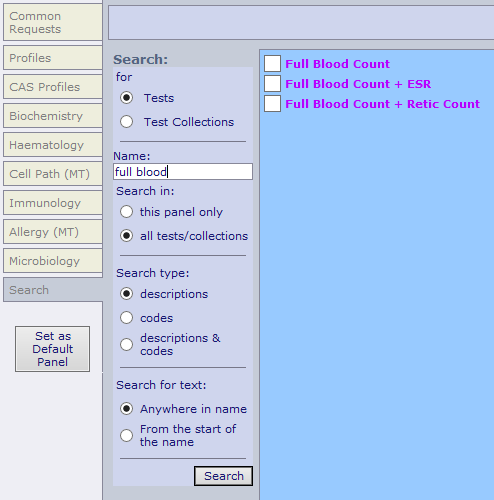 Common
Requests
Profiles
CAS Profiles
Biochemistry
Haematology
Cell Path (MT)
Immunology
Allergy (MT)
Microbiology
Search
Set as
Default
Panel
Search:
for
Tests
Test Collections
Name:
full blood
Search in:
this panel only
all tests/collections
Search type:
descriptions
codes
descriptions &
codes
Search for text:
Anywhere in name
From the start of
the name
Search
Full Blood Count
Full Blood Count + ESR
Full Blood Count + Retic Count